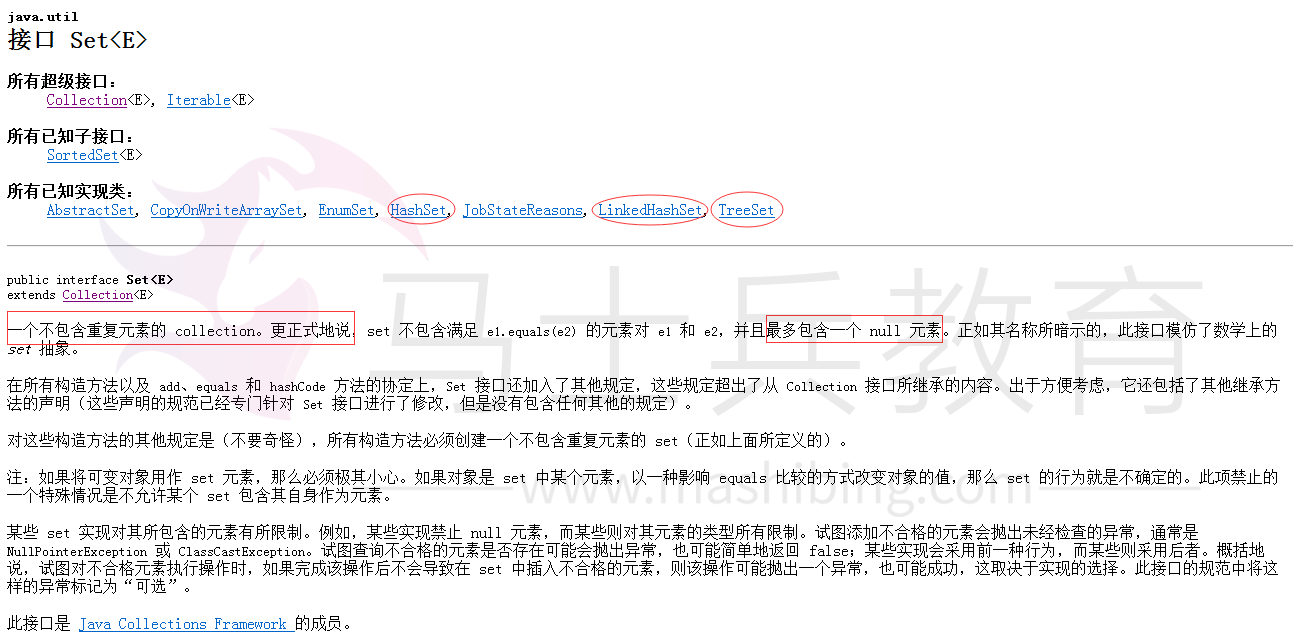 java.util
接口 Set<E>
所有超级接口：
Collection<E>, Iterable<E>
所有已知子接口：
SortedSet<E>
所有已知实现类：
AbstractSet, CopyOnWriteArraySet, EnumSet, HashSet, JobStateReasons, LinkedHashSet, TreeSet
public interface Set<E>
extends Collection<E>
一个不包含重复元素的 collection。更正式地说，set 不包含满足 e1.equals(e2) 的元素对 e1 和 e2，并且最多包含一个 null 元素。正如其名称所暗示的，此接口模仿了数学上的
set 抽象。
在所有构造方法以及 add、equals 和 hashCode 方法的协定上，Set 接口还加入了其他规定，这些规定超出了从 Collection 接口所继承的内容。出于方便考虑，它还包括了其他继承方
法的声明（这些声明的规范已经专门针对 Set 接口进行了修改，但是没有包含任何其他的规定）。
对这些构造方法的其他规定是（不要奇怪），所有构造方法必须创建一个不包含重复元素的 set（正如上面所定义的）。
注：如果将可变对象用作 set 元素，那么必须极其小心。如果对象是 set 中某个元素，以一种影响 equals 比较的方式改变对象的值，那么 set 的行为就是不确定的。此项禁止的
一个特殊情况是不允许某个 set 包含其自身作为元素。
某些 set 实现对其所包含的元素有所限制。例如，某些实现禁止 null 元素，而某些则对其元素的类型所有限制。试图添加不合格的元素会抛出未经检查的异常，通常是
NullPointerException 或 ClassCastException。试图查询不合格的元素是否存在可能会抛出异常，也可能简单地返回 false；某些实现会采用前一种行为，而某些则采用后者。概括地
说，试图对不合格元素执行操作时，如果完成该操作后不会导致在 set 中插入不合格的元素，则该操作可能抛出一个异常，也可能成功，这取决于实现的选择。此接口的规范中将这
样的异常标记为“可选”。
此接口是 Java Collections Framework 的成员。
马士兵教育
www.mashibing.com